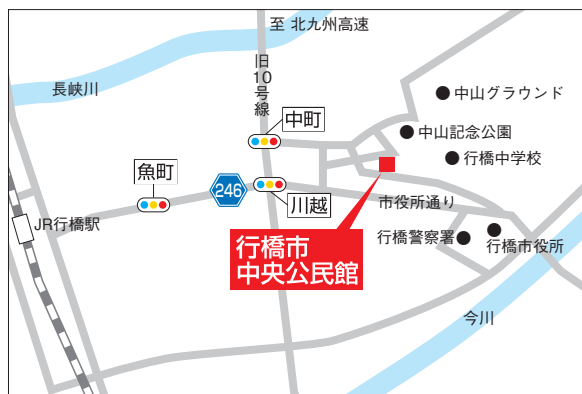 至 北九州高速
旧10号線
長峡川
中山グラウンド
中町
中山記念公園
行橋中学校
魚町
246
川越
市役所通り
JR行橋駅
行橋市
中央公民館
行橋警察署
行橋市役所
今川